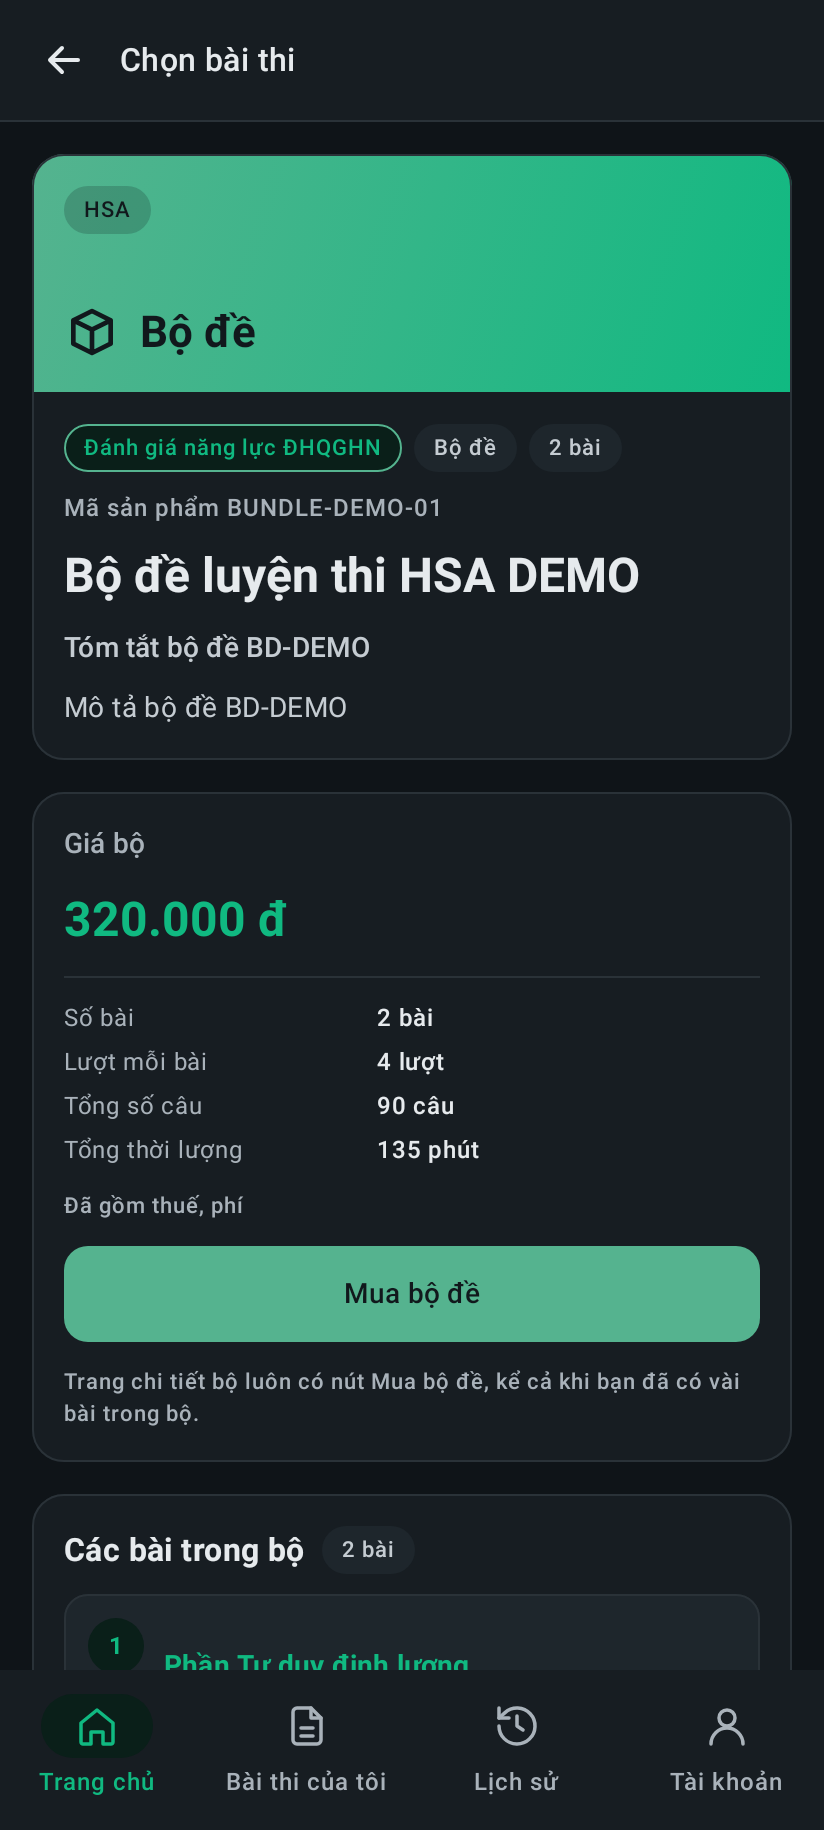 Chọn bài thi
HSA
Bộ đề
Đánh giá năng lực ĐHQGHN
Bộ đề
2 bài
Mã sản phẩm BUNDLE-DEMO-01
Bộ đề luyện thi HSA DEMO
Tóm tắt bộ đề BD-DEMO
Mô tả bộ đề BD-DEMO
Giá bộ
320.000 đ
Số bài 2 bài
Lượt mỗi bài 4 lượt
Tổng số câu 90 câu
Tổng thời lượng 135 phút
Đã gồm thuế, phí
Mua bộ đề
Trang chi tiết bộ luôn có nút Mua bộ đề, kể cả khi bạn đã có vài
bài trong bộ.
Các bài trong bộ 2 bài
1
Phần Tư duy định lượng
Trang chủ
Bài thi của tôi
Lịch sử
Tài khoản